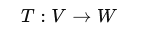 T : V → W